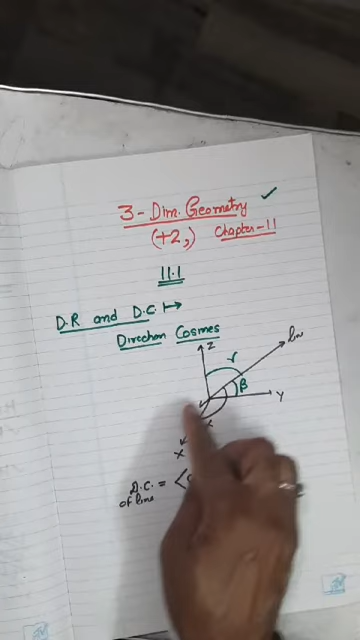 3-Dim. Geometry
(+2,) Chapter-11
11.1
D.R and D.C ↦
Direction Cosines
Z
line
γ
β
Y
α
X
D.C. = <
of line